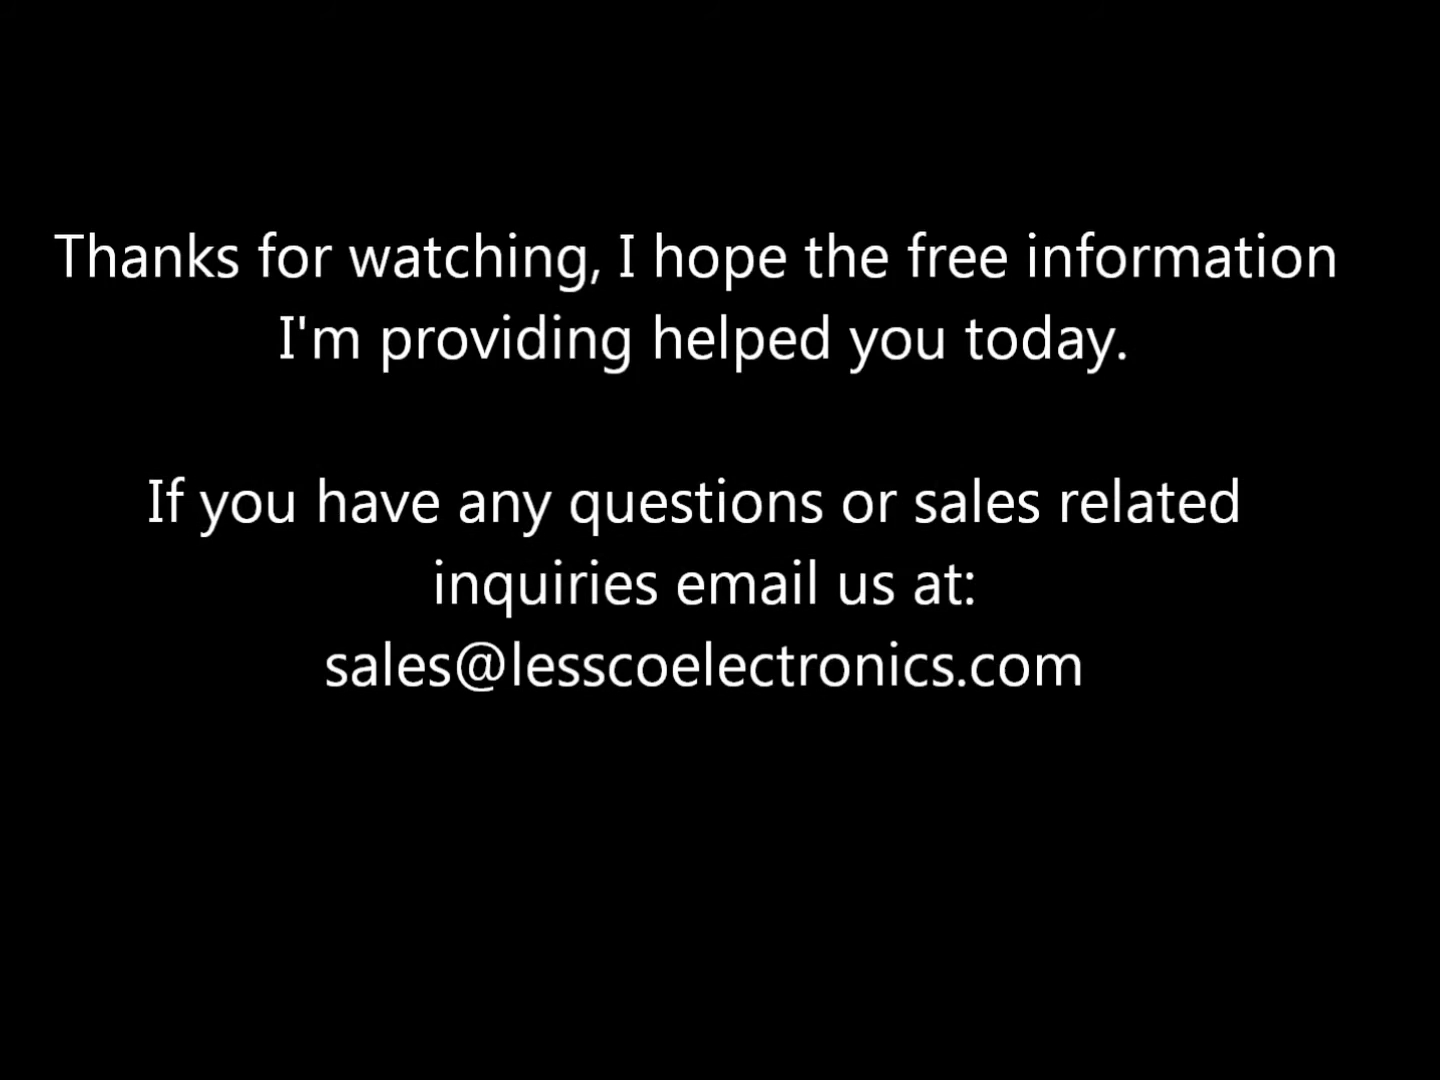 Thanks for watching, I hope the free information
I'm providing helped you today.
If you have any questions or sales related
inquiries email us at:
sales@lesscoelectronics.com